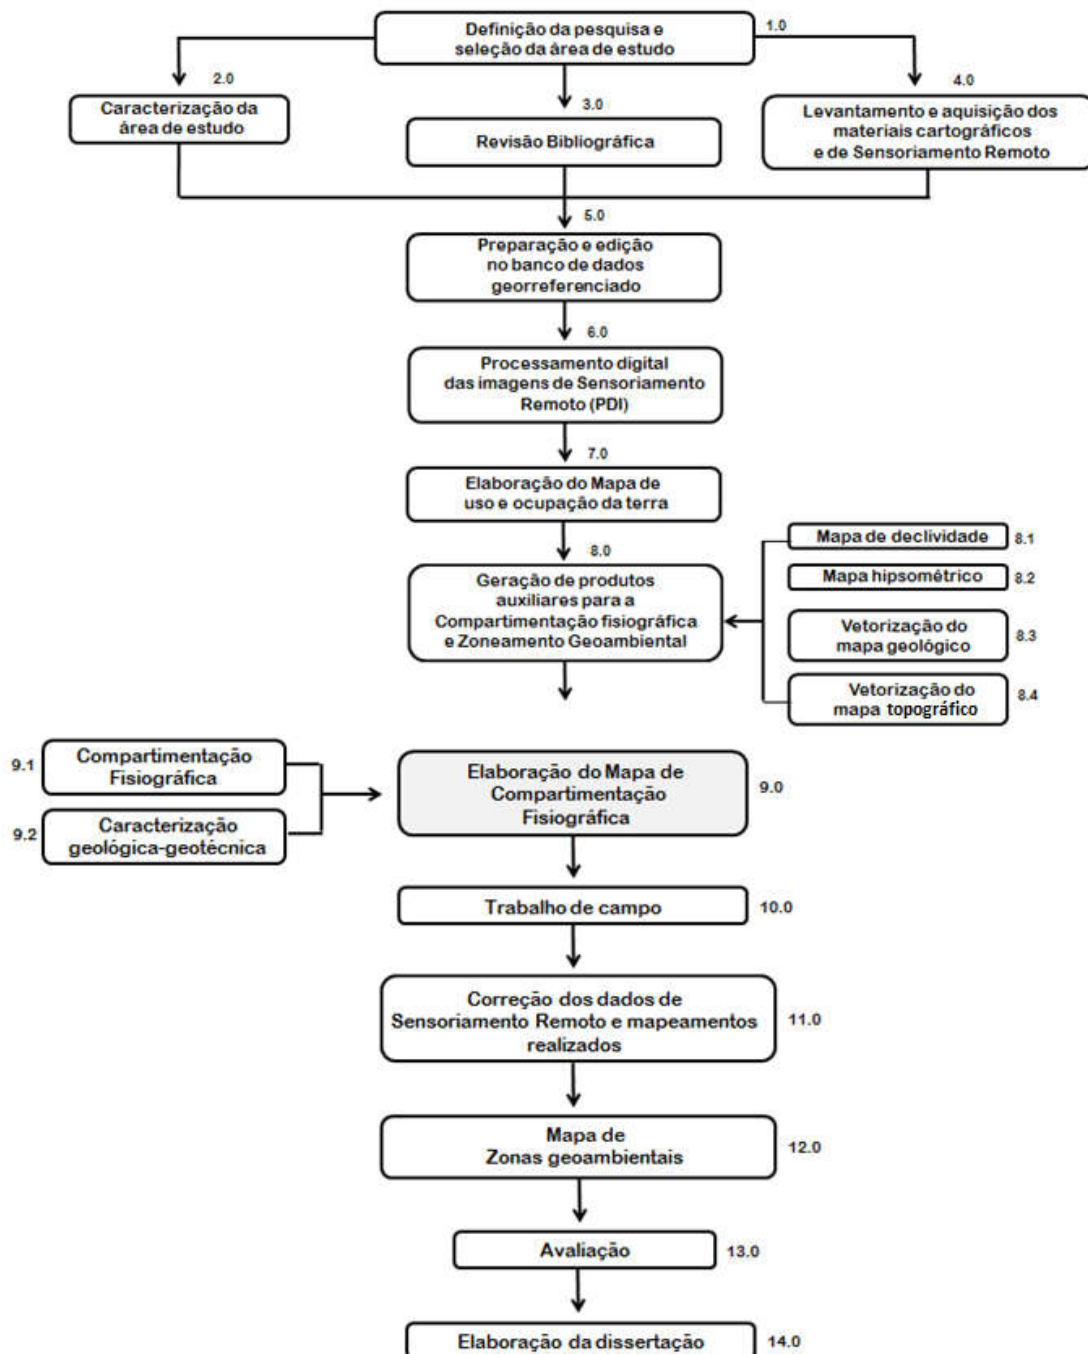 Definição da pesquisa e
seleção da área de estudo
1.0
2.0
Caracterização da
área de estudo
3.0
Revisão Bibliográfica
4.0
Levantamento e aquisição dos
materiais cartográficos
e de Sensoriamento Remoto
5.0
Preparação e edição
no banco de dados
georreferenciado
6.0
Processamento digital
das imagens de Sensoriamento
Remoto (PDI)
7.0
Elaboração do Mapa de
uso e ocupação da terra
8.0
Geração de produtos
auxiliares para a
Compartimentação fisiográfica
e Zoneamento Geoambiental
Mapa de declividade
8.1
Mapa hipsométrico
8.2
Vetorização do
mapa geológico
8.3
Vetorização do
mapa topográfico
8.4
9.1
Compartimentação
Fisiográfica
9.2
Caracterização
geológica-geotécnica
Elaboração do Mapa de
Compartimentação
Fisiográfica
9.0
Trabalho de campo
10.0
Correção dos dados de
Sensoriamento Remoto e mapeamentos
realizados
11.0
Mapa de
Zonas geoambientais
12.0
Avaliação
13.0
Elaboração da dissertação
14.0